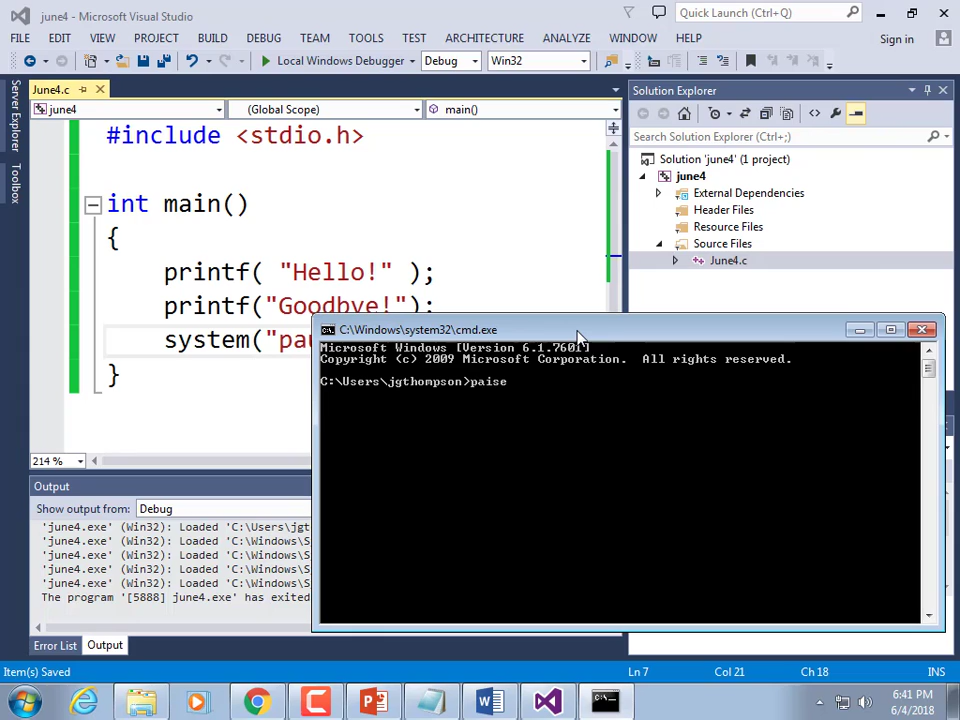 june4 - Microsoft Visual Studio
Quick Launch (Ctrl+Q)
FILE EDIT VIEW PROJECT BUILD DEBUG TEAM TOOLS TEST ARCHITECTURE ANALYZE WINDOW HELP
Sign in
Local Windows Debugger Debug Win32
Server Explorer
Toolbox
June4.c
june4 (Global Scope) main()
#include <stdio.h>
int main()
{
printf( "Hello!" );
printf("Goodbye!");
system("pau
}
214 %
Solution Explorer
Search Solution Explorer (Ctrl+;)
Solution 'june4' (1 project)
june4
External Dependencies
Header Files
Resource Files
Source Files
June4.c
C:\Windows\system32\cmd.exe
Microsoft Windows [Version 6.1.7601]
Copyright (c) 2009 Microsoft Corporation.  All rights reserved.
C:\Users\jgthompson>paise
Output
Show output from: Debug
'june4.exe' (Win32): Loaded 'C:\Users\jgt
'june4.exe' (Win32): Loaded 'C:\Windows\S
'june4.exe' (Win32): Loaded 'C:\Windows\S
'june4.exe' (Win32): Loaded 'C:\Windows\S
'june4.exe' (Win32): Loaded 'C:\Windows\S
The program '[5888] june4.exe' has exited
Error List Output
Item(s) Saved Ln 7 Col 21 Ch 18 INS
6:41 PM
6/4/2018